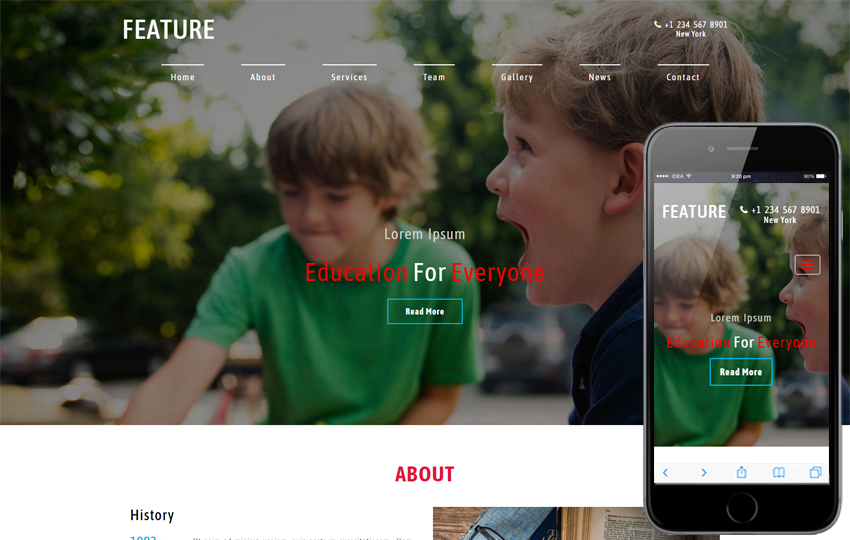 FEATURE
+1 234 567 8901
New York
Home About Services Team Gallery News Contact
Lorem Ipsum
Education For Everyone
Read More
ABOUT
History
IDEA 9:20 pm 90%
FEATURE
+1 234 567 8901
New York
Lorem Ipsum
Education For Everyone
Read More